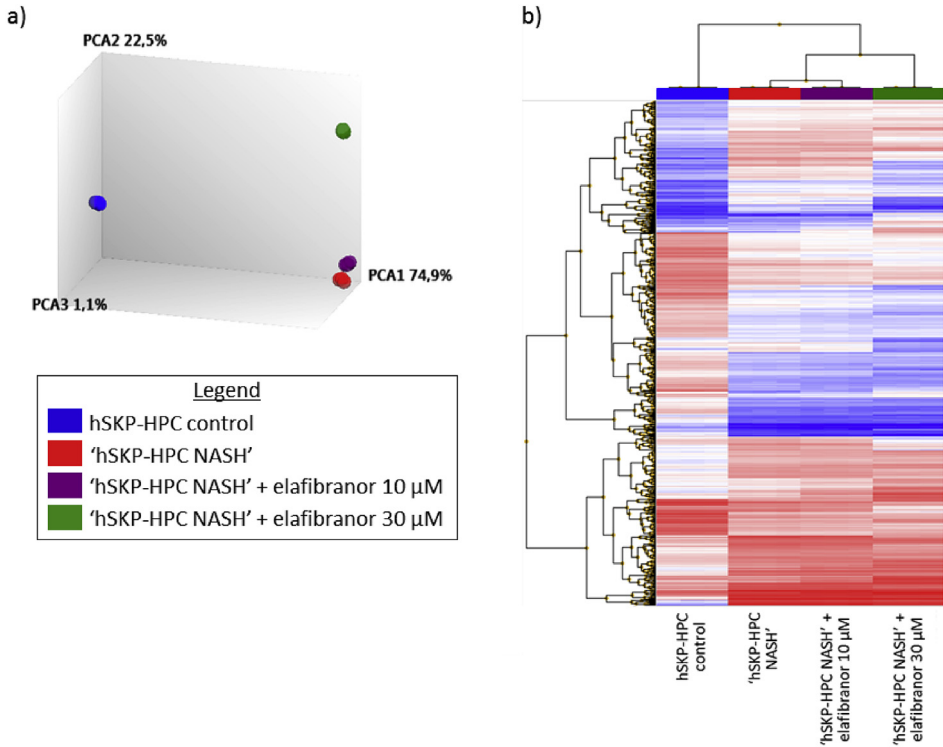 a)
PCA2 22,5%
PCA1 74,9%
PCA3 1,1%
Legend
hSKP-HPC control
‘hSKP-HPC NASH’
‘hSKP-HPC NASH’ + elafibranor 10 µM
‘hSKP-HPC NASH’ + elafibranor 30 µM
b)
hSKP-HPC
control
‘hSKP-HPC
NASH’
‘hSKP-HPC NASH’ +
elafibranor 10 µM
‘hSKP-HPC NASH’ +
elafibranor 30 µM